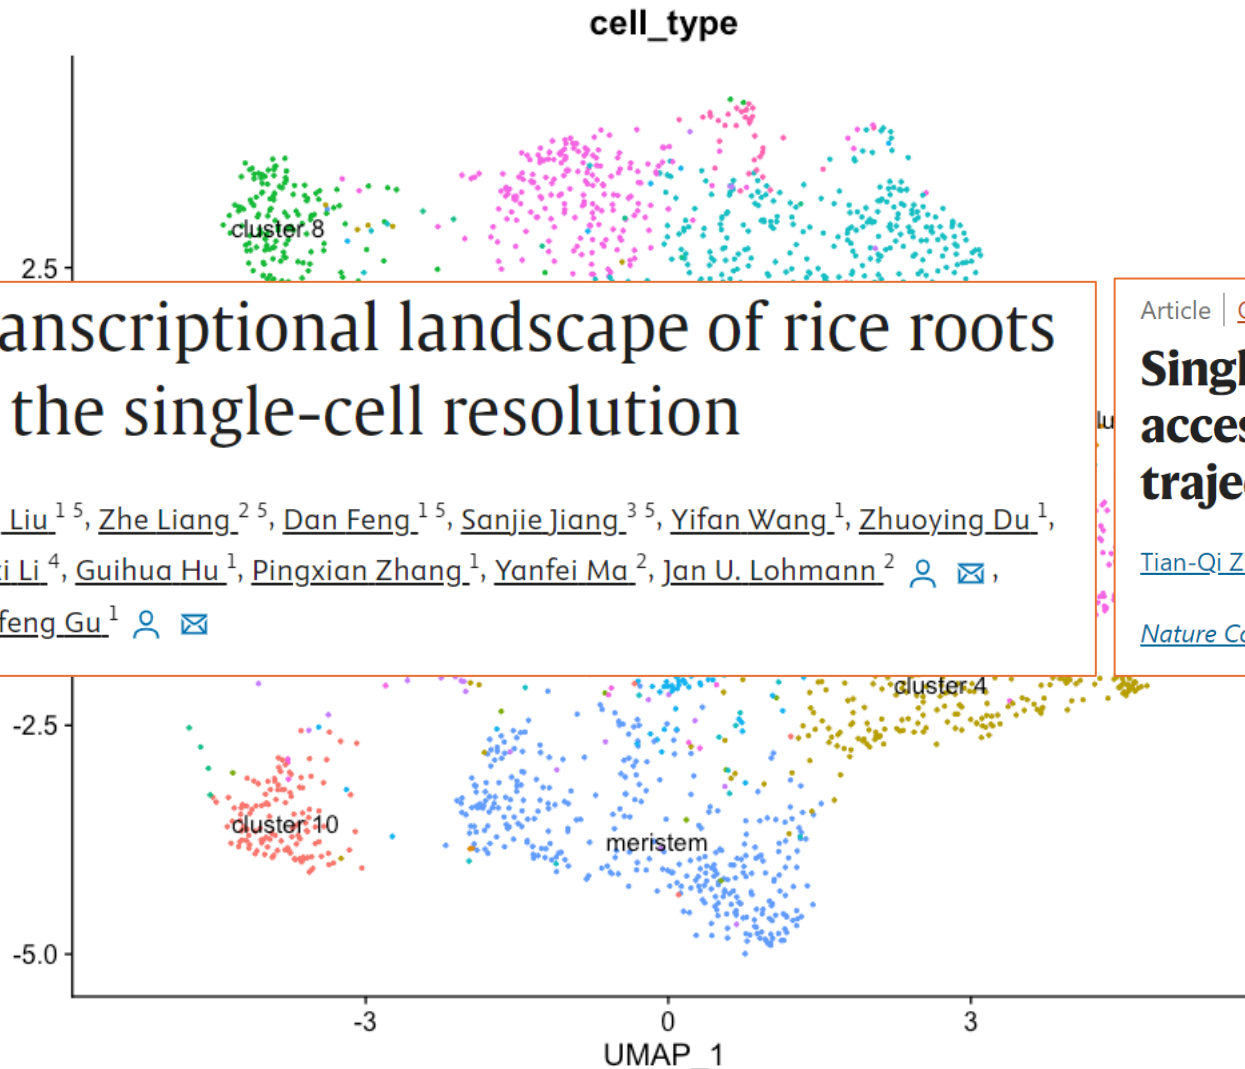 cell_type
cluster 8
2.5
anscriptional landscape of rice roots
the single-cell resolution
Liu 1 5, Zhe Liang 2 5, Dan Feng 1 5, Sanjie Jiang 3 5, Yifan Wang 1, Zhuoying Du 1,
i Li 4, Guihua Hu 1, Pingxian Zhang 1, Yanfei Ma 2, Jan U. Lohmann 2 ,
feng Gu 1
lu
Article
Singl
acces
traje
Tian-Qi Z
Nature Co
cluster 4
-2.5
cluster 10
meristem
-5.0
-3
0
3
UMAP_1